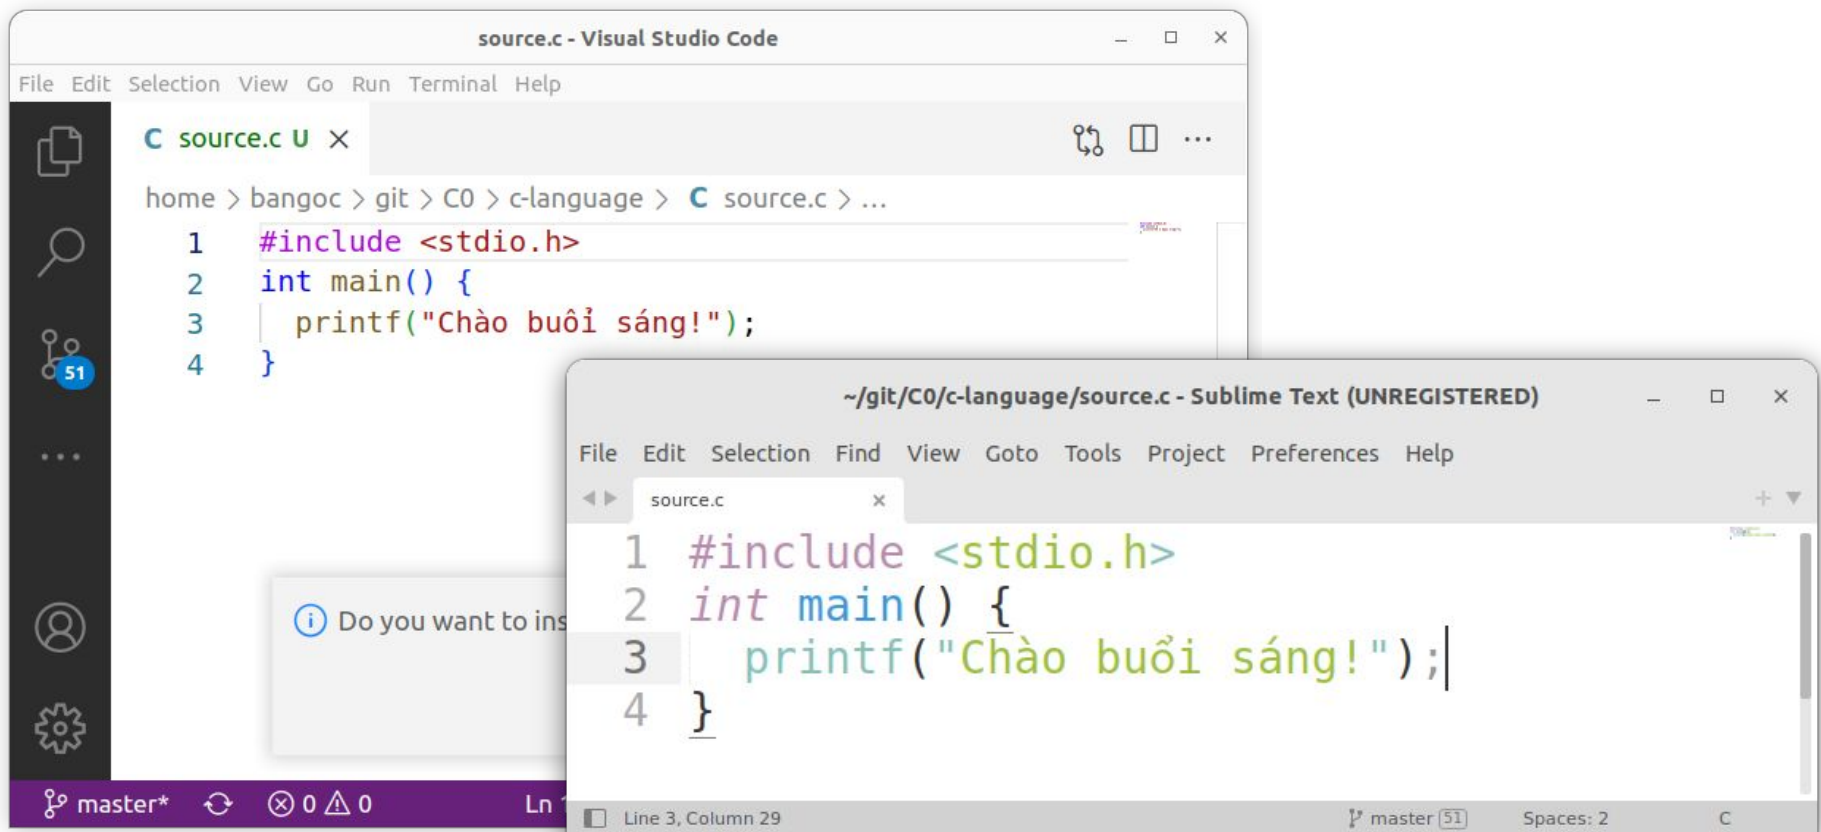 source.c - Visual Studio Code
File Edit Selection View Go Run Terminal Help
C source.c U
home > bangoc > git > C0 > c-language > C source.c > ...
1 #include <stdio.h>
2 int main() {
3 printf("Chào buổi sáng!");
4 }
51
Do you want to
master* 0 0 Ln
~/git/C0/c-language/source.c - Sublime Text (UNREGISTERED)
File Edit Selection Find View Goto Tools Project Preferences Help
source.c
1 #include <stdio.h>
2 int main() {
3 printf("Chào buổi sáng!");
4 }
Line 3, Column 29 master 51 Spaces: 2 C